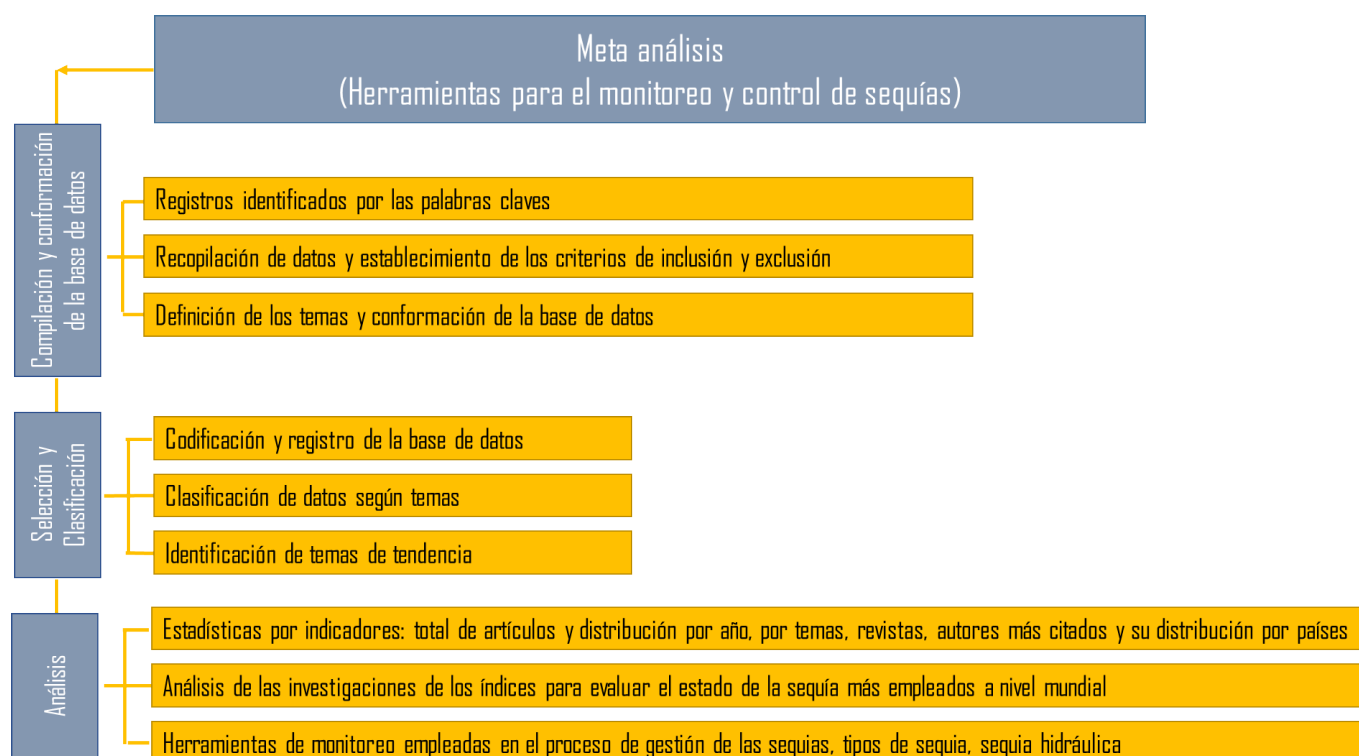 Meta análisis
(Herramientas para el monitoreo y control de sequías)
Compilación y conformación
de la base de datos
Registros identificados por las palabras claves
Recopilación de datos y establecimiento de los criterios de inclusión y exclusión
Definición de los temas y conformación de la base de datos
Selección y
Clasificación
Codificación y registro de la base de datos
Clasificación de datos según temas
Identificación de temas de tendencia
Análisis
Estadísticas por indicadores: total de artículos y distribución por año, por temas, revistas, autores más citados y su distribución por países
Análisis de las investigaciones de los índices para evaluar el estado de la sequía más empleados a nivel mundial
Herramientas de monitoreo empleadas en el proceso de gestión de las sequias, tipos de sequia, sequia hidráulica